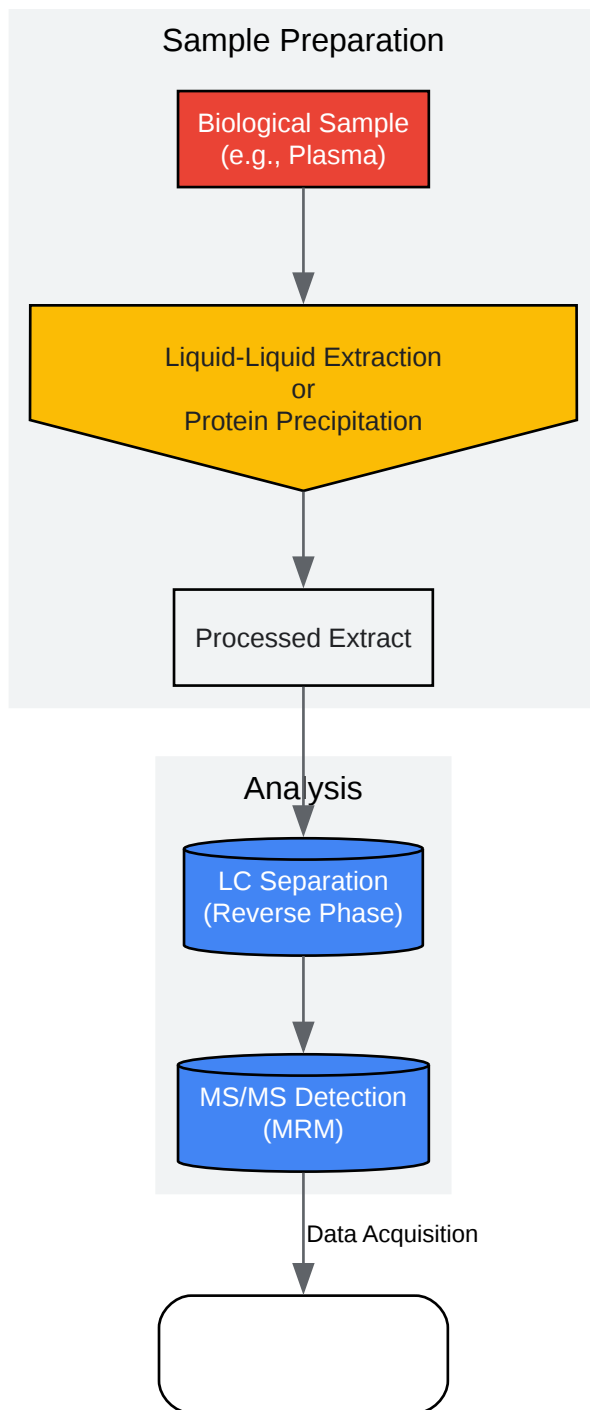 Sample Preparation
Biological Sample
(e.g., Plasma)
Liquid-Liquid Extraction
or
Protein Precipitation
Processed Extract
Analysis
LC Separation
(Reverse Phase)
MS/MS Detection
(MRM)
Data Acquisition